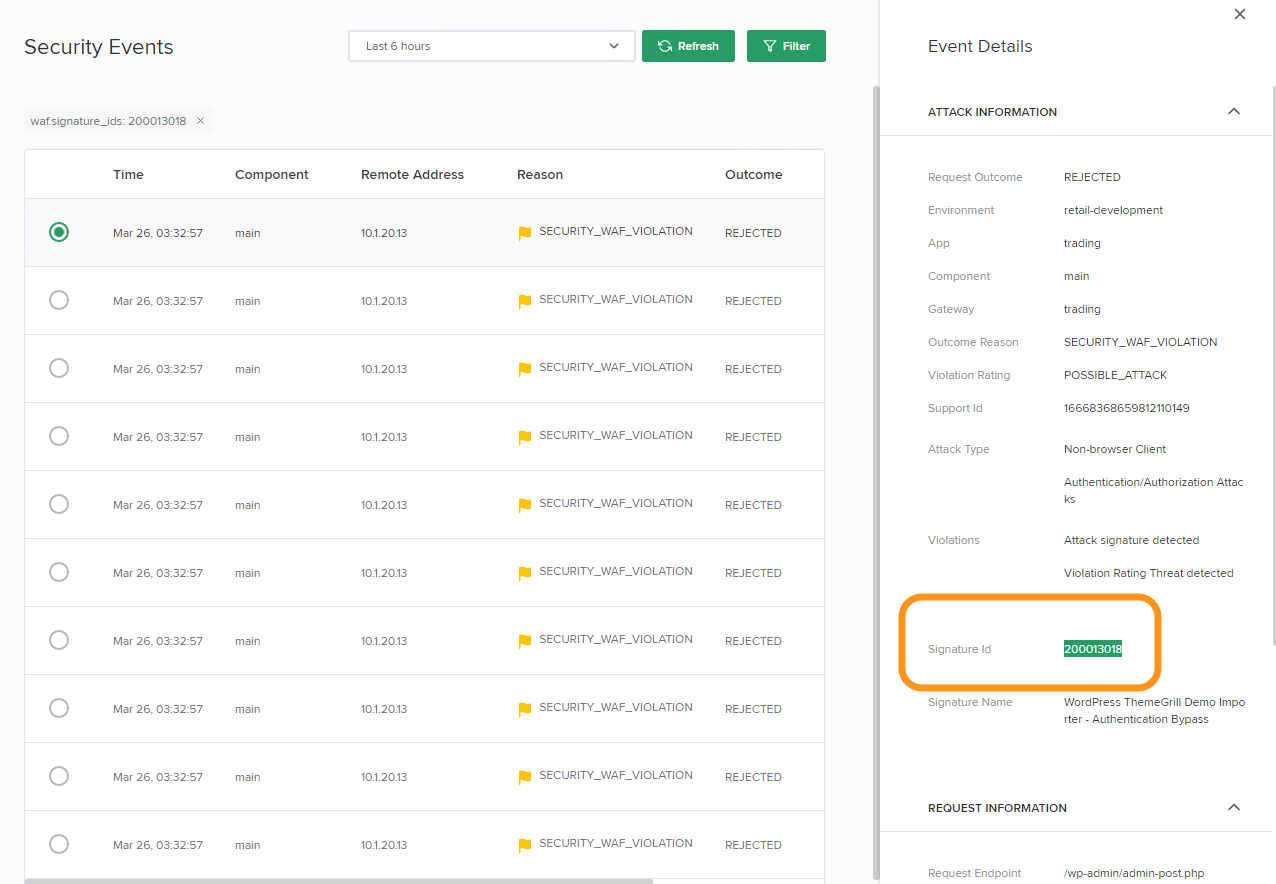 Security Events
Last 6 hours
Refresh
Filter
waf.signature_ids: 200013018 ×
Time Component Remote Address Reason Outcome
Mar 26, 03:32:57 main 10.1.20.13 SECURITY_WAF_VIOLATION REJECTED
Mar 26, 03:32:57 main 10.1.20.13 SECURITY_WAF_VIOLATION REJECTED
Mar 26, 03:32:57 main 10.1.20.13 SECURITY_WAF_VIOLATION REJECTED
Mar 26, 03:32:57 main 10.1.20.13 SECURITY_WAF_VIOLATION REJECTED
Mar 26, 03:32:57 main 10.1.20.13 SECURITY_WAF_VIOLATION REJECTED
Mar 26, 03:32:57 main 10.1.20.13 SECURITY_WAF_VIOLATION REJECTED
Mar 26, 03:32:57 main 10.1.20.13 SECURITY_WAF_VIOLATION REJECTED
Mar 26, 03:32:57 main 10.1.20.13 SECURITY_WAF_VIOLATION REJECTED
Mar 26, 03:32:57 main 10.1.20.13 SECURITY_WAF_VIOLATION REJECTED
Mar 26, 03:32:57 main 10.1.20.13 SECURITY_WAF_VIOLATION REJECTED
Event Details
ATTACK INFORMATION
Request Outcome REJECTED
Environment retail-development
App trading
Component main
Gateway trading
Outcome Reason SECURITY_WAF_VIOLATION
Violation Rating POSSIBLE_ATTACK
Support Id 16668368659812110149
Attack Type Non-browser Client
Authentication/Authorization Attac
ks
Violations Attack signature detected
Violation Rating Threat detected
Signature Id 200013018
Signature Name WordPress ThemeGrill Demo Impo
rter - Authentication Bypass
REQUEST INFORMATION
Request Endpoint /wp-admin/admin-post.php